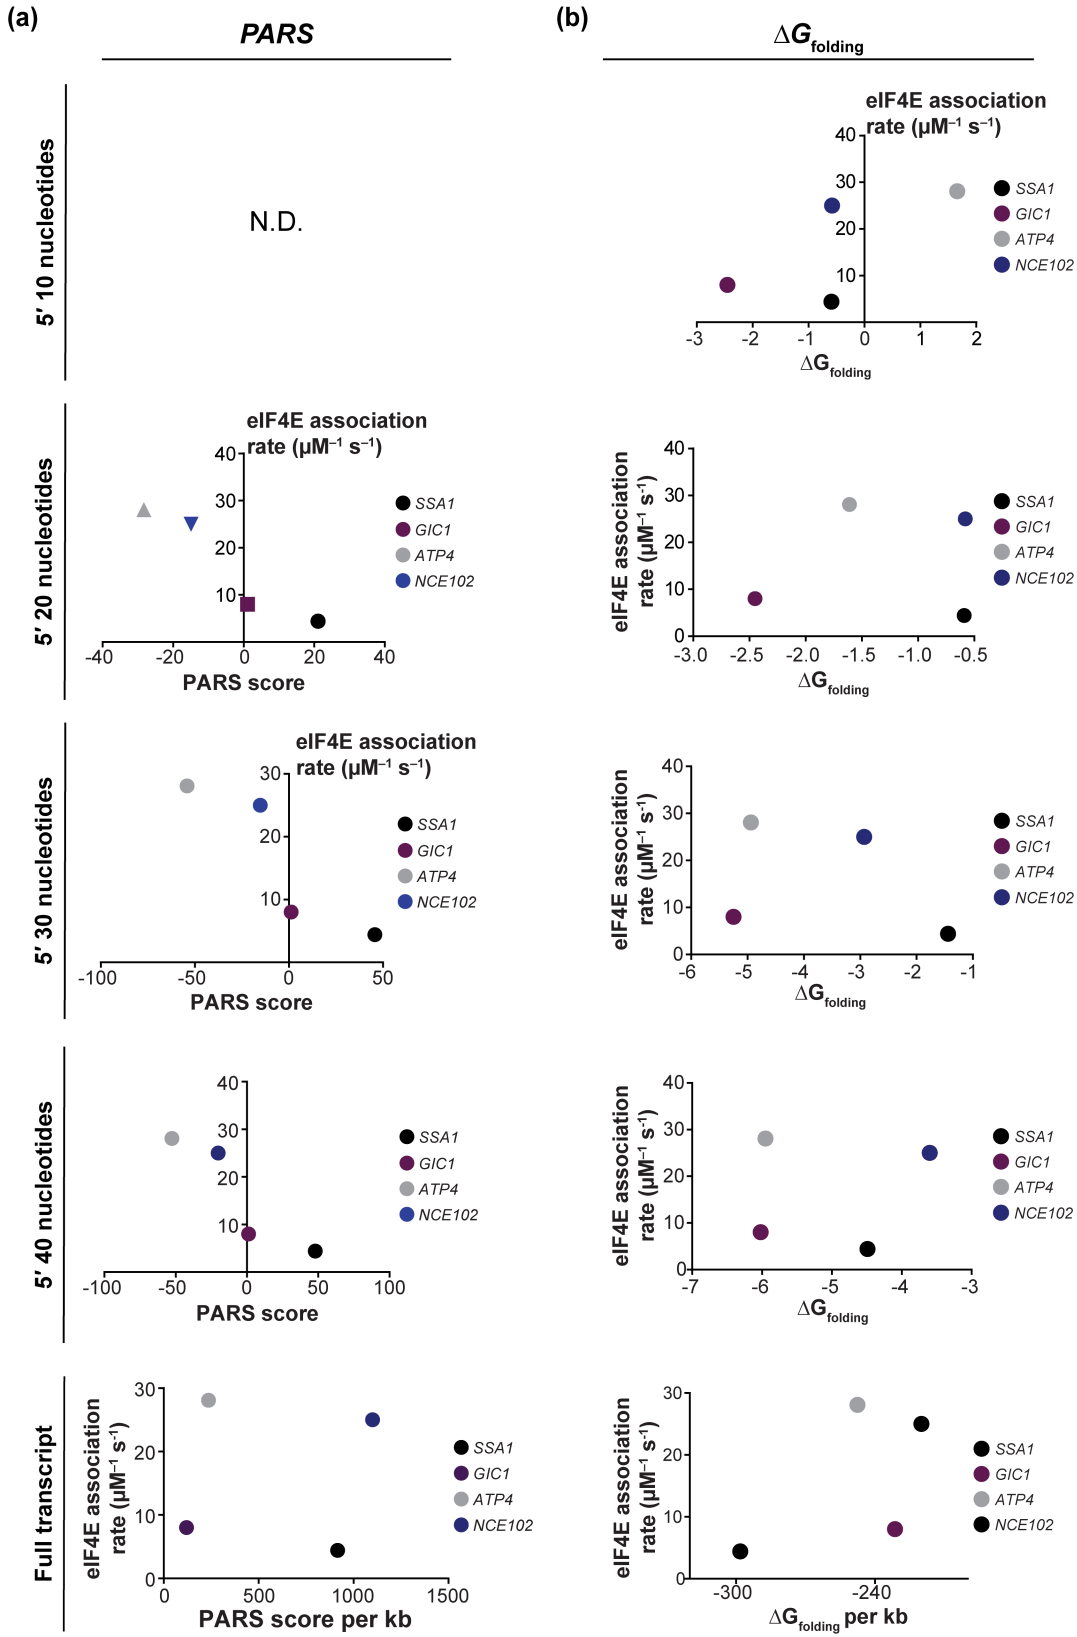 (a)
PARS
(b)
ΔGfolding
5′ 10 nucleotides
N.D.
eIF4E association
rate (µM–1 s–1)
40
30
20
10
-3 -2 -1 0 1 2
ΔGfolding
SSA1
GIC1
ATP4
NCE102
5′ 20 nucleotides
eIF4E association
rate (µM–1 s–1)
40
30
20
10
-40 -20 0 20 40
PARS score
SSA1
GIC1
ATP4
NCE102
eIF4E association
rate (µM–1 s-1)
40
30
20
10
0
-3.0 -2.5 -2.0 -1.5 -1.0 -0.5
ΔGfolding
SSA1
GIC1
ATP4
NCE102
5′ 30 nucleotides
eIF4E association
rate (µM–1 s–1)
30
20
10
-100 -50 0 50
PARS score
SSA1
GIC1
ATP4
NCE102
eIF4E association
rate (µM–1 s-1)
40
30
20
10
0
-6 -5 -4 -3 -2 -1
ΔGfolding
SSA1
GIC1
ATP4
NCE102
5′ 40 nucleotides
40
30
20
10
-100 -50 0 50 100
PARS score
SSA1
GIC1
ATP4
NCE102
eIF4E association
rate (µM–1 s-1)
40
30
20
10
0
-7 -6 -5 -4 -3
ΔGfolding
SSA1
GIC1
ATP4
NCE102
Full transcript
eIF4E association
rate (µM–1 s-1)
30
20
10
0
0 500 1000 1500
PARS score per kb
SSA1
GIC1
ATP4
NCE102
eIF4E association
rate (µM–1 s-1)
30
20
10
0
-300 -240
ΔGfolding per kb
SSA1
GIC1
ATP4
NCE102